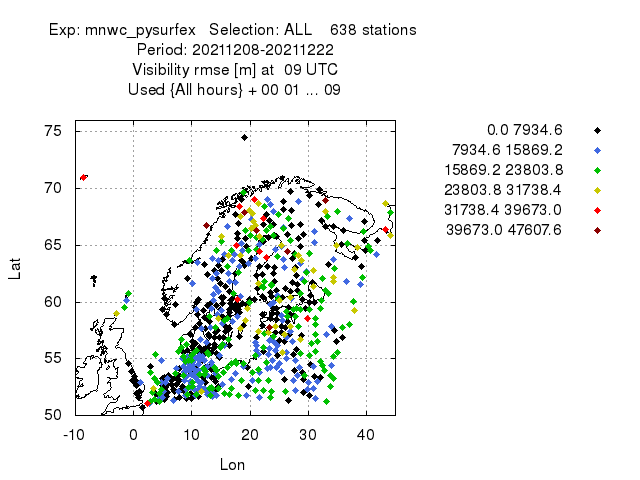 Exp: mnwc_pysurfex   Selection: ALL    638 stations
Period: 20211208-20211222
Visibility rmse [m] at  09 UTC
Used {All hours} + 00 01 ... 09
0.0 7934.6
7934.6 15869.2
15869.2 23803.8
23803.8 31738.4
31738.4 39673.0
39673.0 47607.6
75
70
65
60
55
50
Lat
-10 0 10 20 30 40
Lon